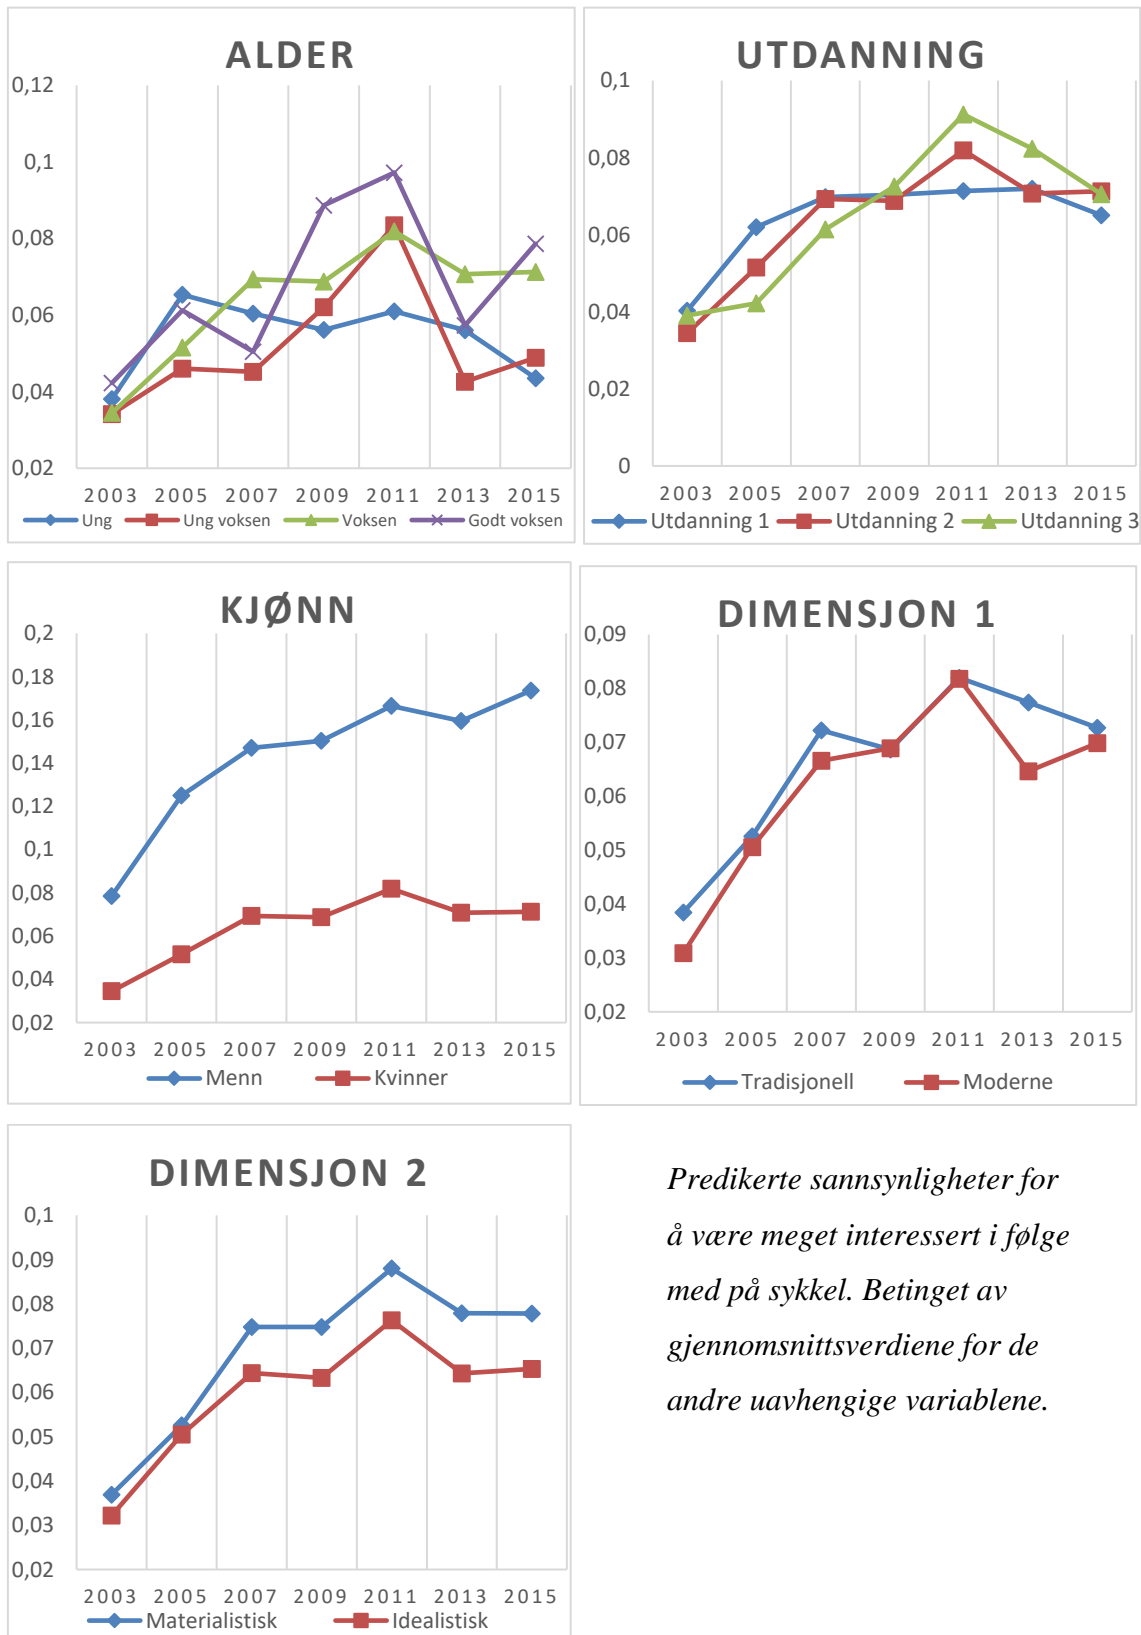 ALDER
0,12
0,1
0,08
0,06
0,04
0,02
2003 2005 2007 2009 2011 2013 2015
Ung Ung voksen Voksen Godt voksen
UTDANNING
0,1
0,08
0,06
0,04
0,02
0
2003 2005 2007 2009 2011 2013 2015
Utdanning 1 Utdanning 2 Utdanning 3
KJØNN
0,2
0,18
0,16
0,14
0,12
0,1
0,08
0,06
0,04
0,02
2003 2005 2007 2009 2011 2013 2015
Menn Kvinner
DIMENSJON 1
0,09
0,08
0,07
0,06
0,05
0,04
0,03
0,02
2003 2005 2007 2009 2011 2013 2015
Tradisjonell Moderne
DIMENSJON 2
0,1
0,09
0,08
0,07
0,06
0,05
0,04
0,03
0,02
2003 2005 2007 2009 2011 2013 2015
Materialistisk Idealistisk
Predikerte sannsynligheter for
å være meget interessert i følge
med på sykkel. Betinget av
gjennomsnittsverdiene for de
andre uavhengige variablene.